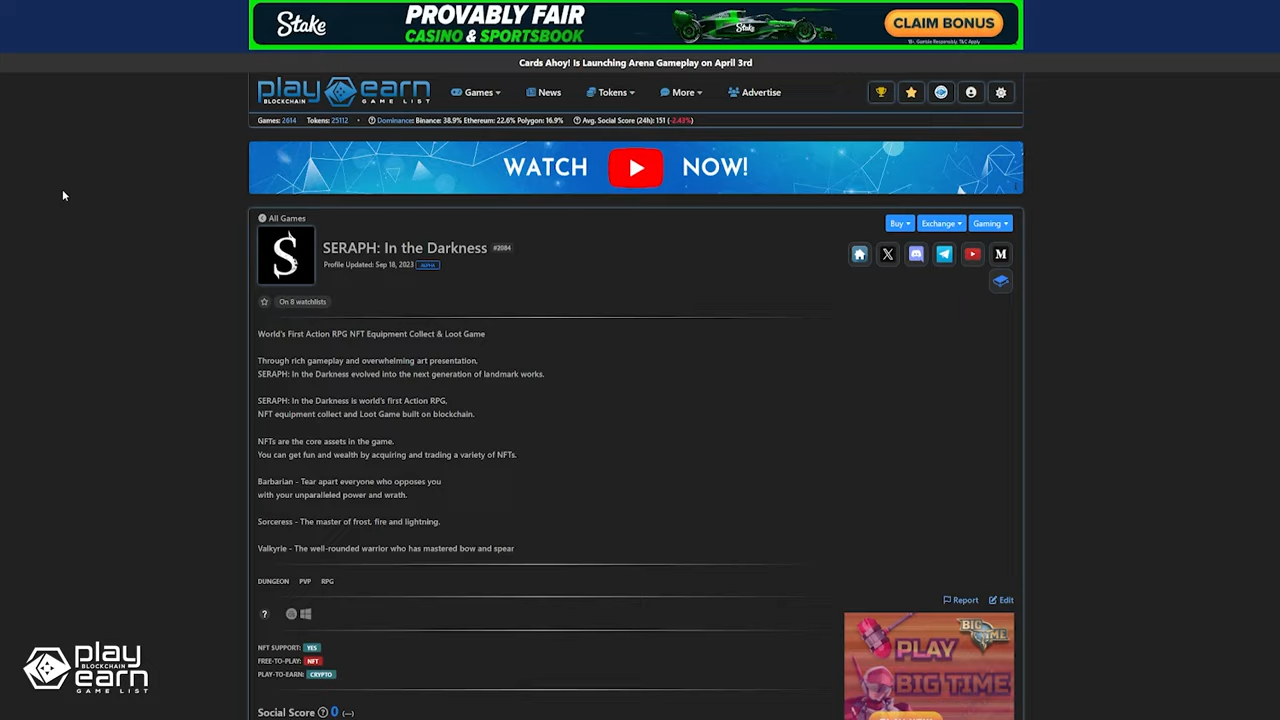 Stake
PROVABLY FAIR
CASINO & SPORTSBOOK
Stake
CLAIM BONUS
18+, Gamble Responsibly, T&C Apply
Cards Ahoy! Is Launching Arena Gameplay on April 3rd
play earn
BLOCKCHAIN GAME LIST
Games News Tokens More Advertise
Games: 2614 Tokens: 25112 • Dominance: Binance: 38.9% Ethereum: 22.6% Polygon: 16.9% Avg. Social Score (24h): 151 (-2.43%)
WATCH NOW!
All Games
Buy Exchange Gaming
S
SERAPH: In the Darkness #2084
Profile Updated: Sep 18, 2023 ALPHA
X
M
On 8 watchlists
World's First Action RPG NFT Equipment Collect & Loot Game
Through rich gameplay and overwhelming art presentation,
SERAPH: In the Darkness evolved into the next generation of landmark works.
SERAPH: In the Darkness is world's first Action RPG,
NFT equipment collect and Loot Game built on blockchain.
NFTs are the core assets in the game.
You can get fun and wealth by acquiring and trading a variety of NFTs.
Barbarian - Tear apart everyone who opposes you
with your unparalleled power and wrath.
Sorceress - The master of frost, fire and lightning.
Valkyrie - The well-rounded warrior who has mastered bow and spear
DUNGEON PVP RPG
Report Edit
?
NFT SUPPORT: YES
FREE-TO-PLAY: NFT
PLAY-TO-EARN: CRYPTO
Social Score ? 0 (—)
BIG TIME
PLAY
BIG TIME
play earn
BLOCKCHAIN
GAME LIST